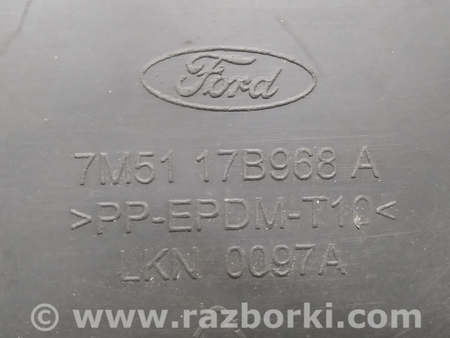 Ford
7M51 17B968 A
>PP-EPDM-T10<
LKN 0097A
© www.razborki.com